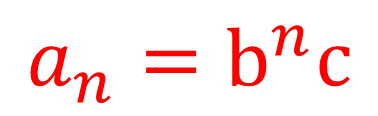 aₙ = bⁿc